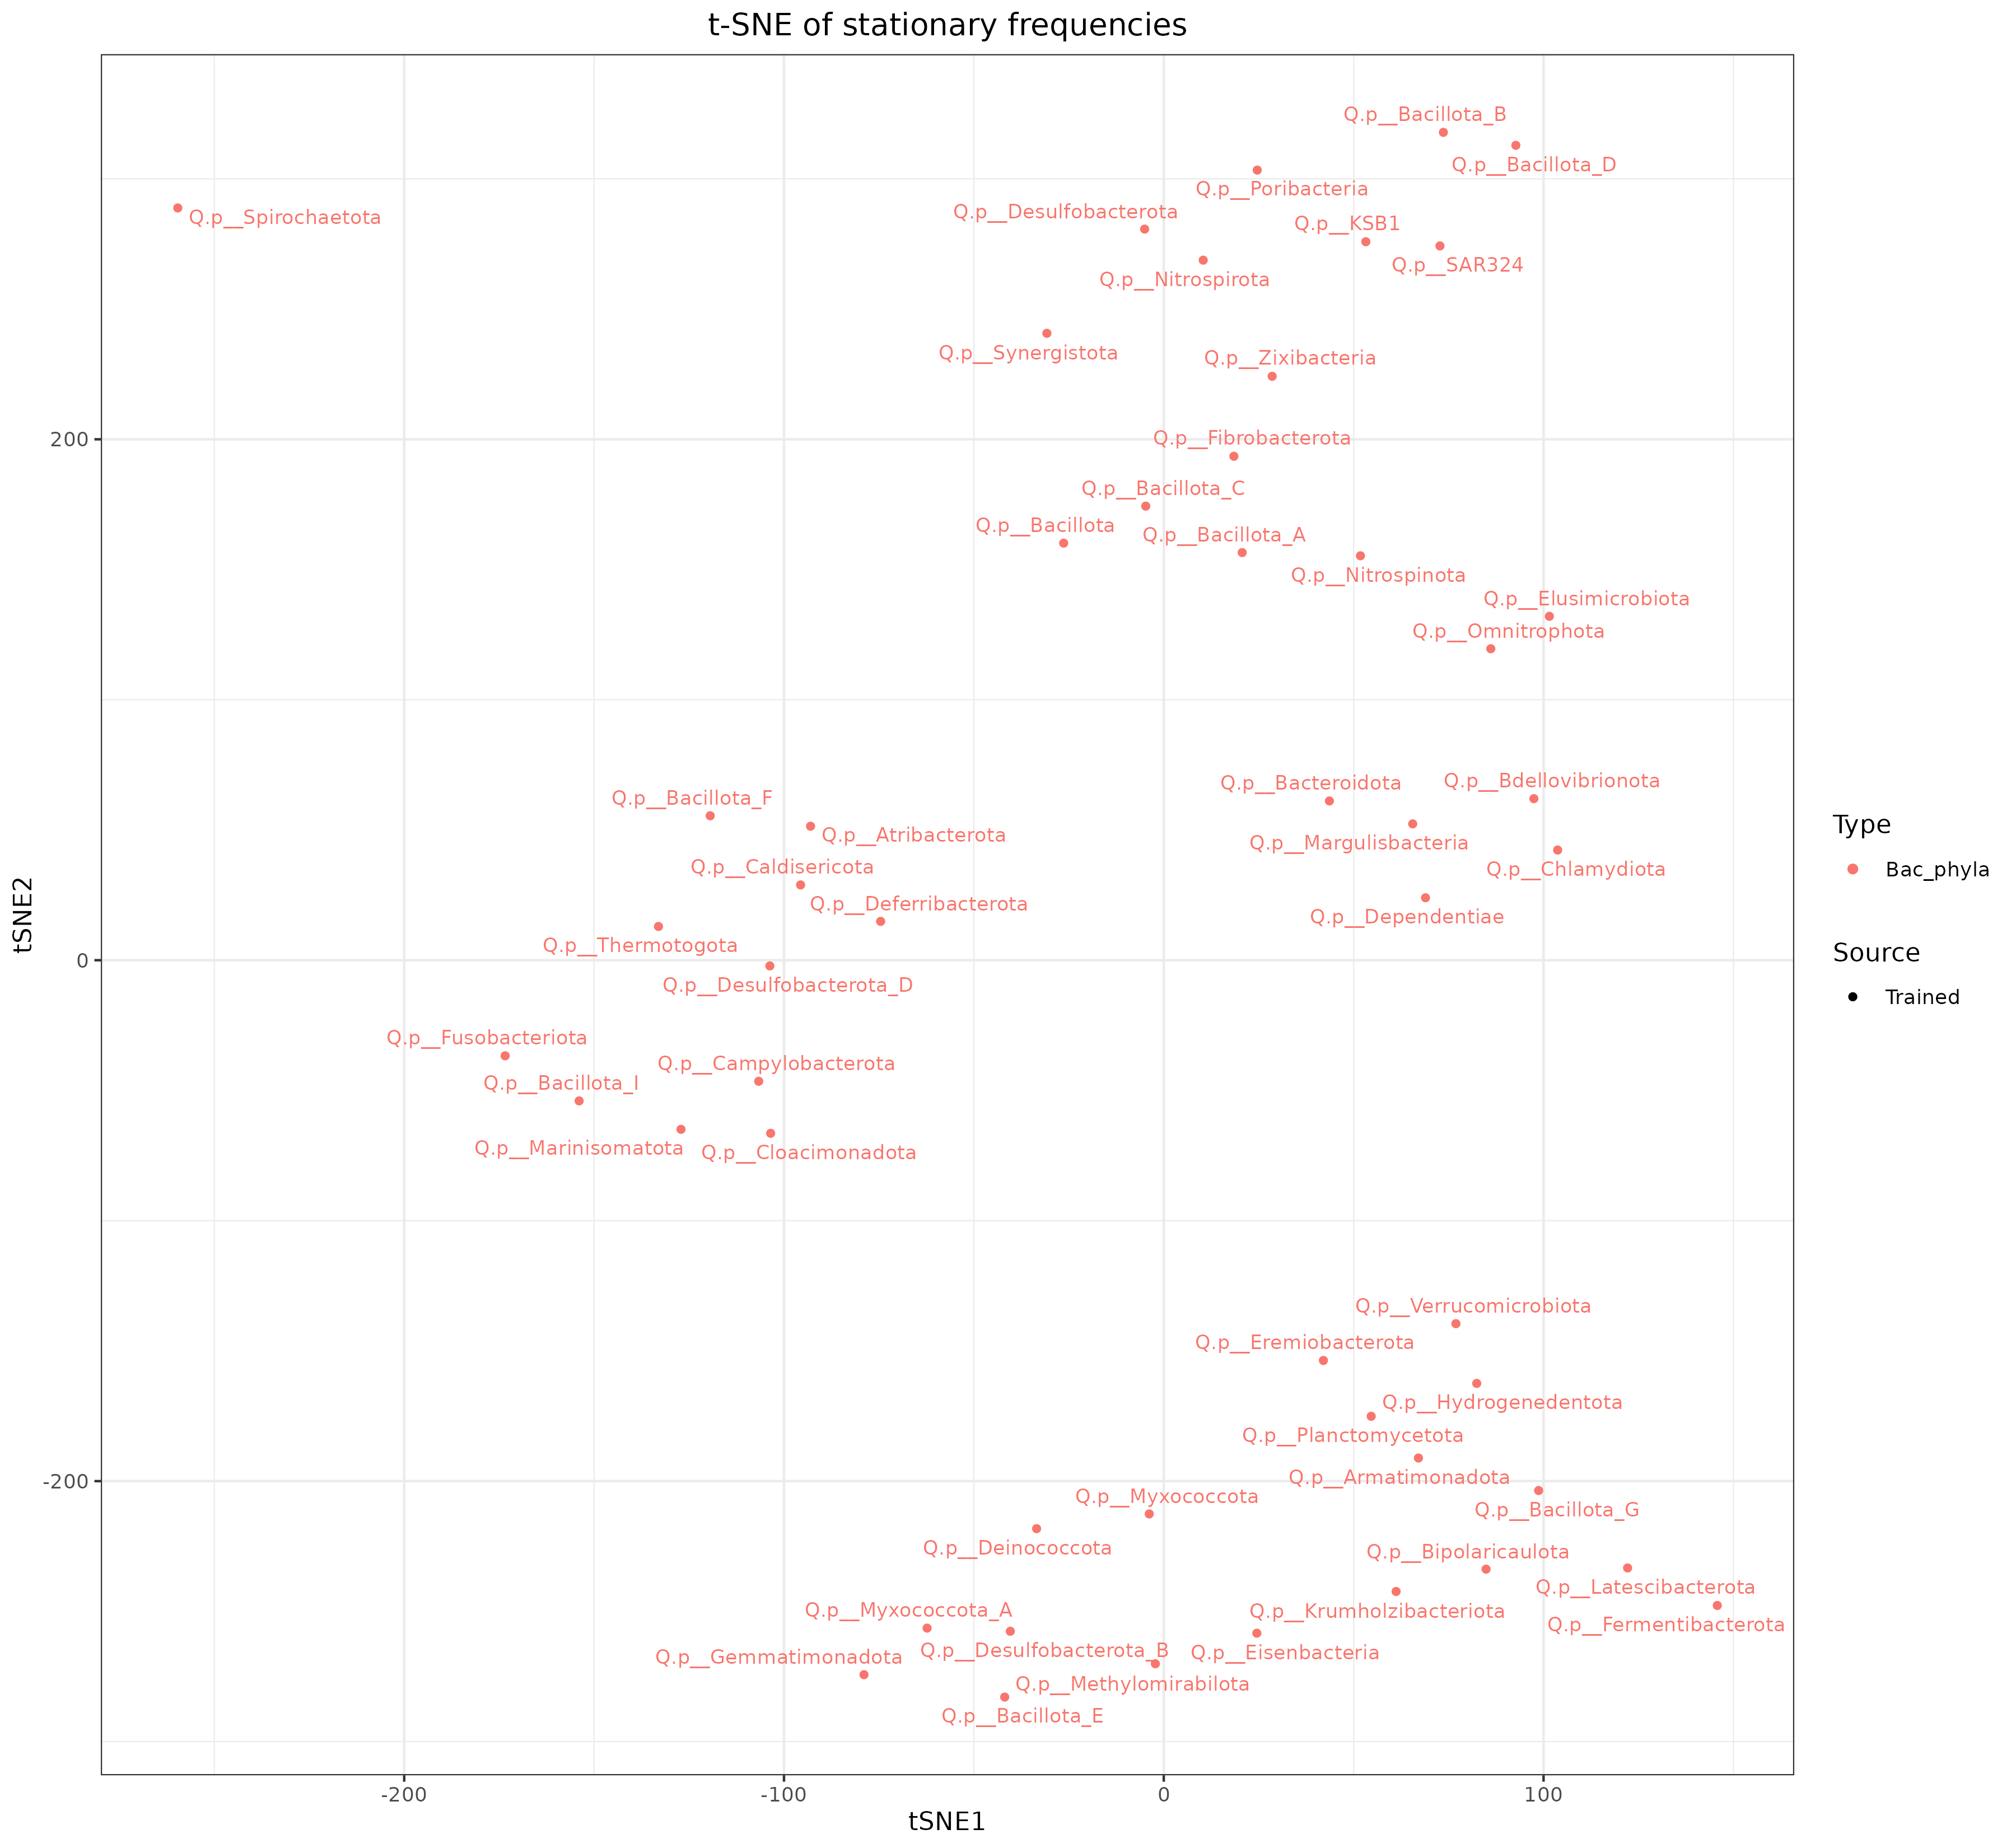 t-SNE of stationary frequencies
Q.p__Bacillota_B
Q.p__Bacillota_D
Q.p__Poribacteria
Q.p__Desulfobacterota
Q.p__Spirochaetota
Q.p__KSB1
Q.p__SAR324
Q.p__Nitrospirota
Q.p__Synergistota
Q.p__Zixibacteria
200
Q.p__Fibrobacterota
Q.p__Bacillota_C
Q.p__Bacillota
Q.p__Bacillota_A
Q.p__Nitrospinota
Q.p__Elusimicrobiota
Q.p__Omnitrophota
Q.p__Bacteroidota
Q.p__Bdellovibrionota
Q.p__Bacillota_F
Q.p__Atribacterota
Q.p__Margulisbacteria
Q.p__Caldisericota
Q.p__Chlamydiota
Q.p__Deferribacterota
Q.p__Dependentiae
Q.p__Thermotogota
0
Q.p__Desulfobacterota_D
Q.p__Fusobacteriota
Q.p__Campylobacterota
Q.p__Bacillota_I
Q.p__Marinisomatota
Q.p__Cloacimonadota
Q.p__Verrucomicrobiota
Q.p__Eremiobacterota
Q.p__Hydrogenedentota
Q.p__Planctomycetota
Q.p__Armatimonadota
-200
Q.p__Myxococcota
Q.p__Bacillota_G
Q.p__Deinococcota
Q.p__Bipolaricaulota
Q.p__Latescibacterota
Q.p__Myxococcota_A
Q.p__Krumholzibacteriota
Q.p__Fermentibacterota
Q.p__Desulfobacterota_B
Q.p__Eisenbacteria
Q.p__Gemmatimonadota
Q.p__Methylomirabilota
Q.p__Bacillota_E
-200
-100
0
100
tSNE1
tSNE2
Type
Bac_phyla
Source
Trained